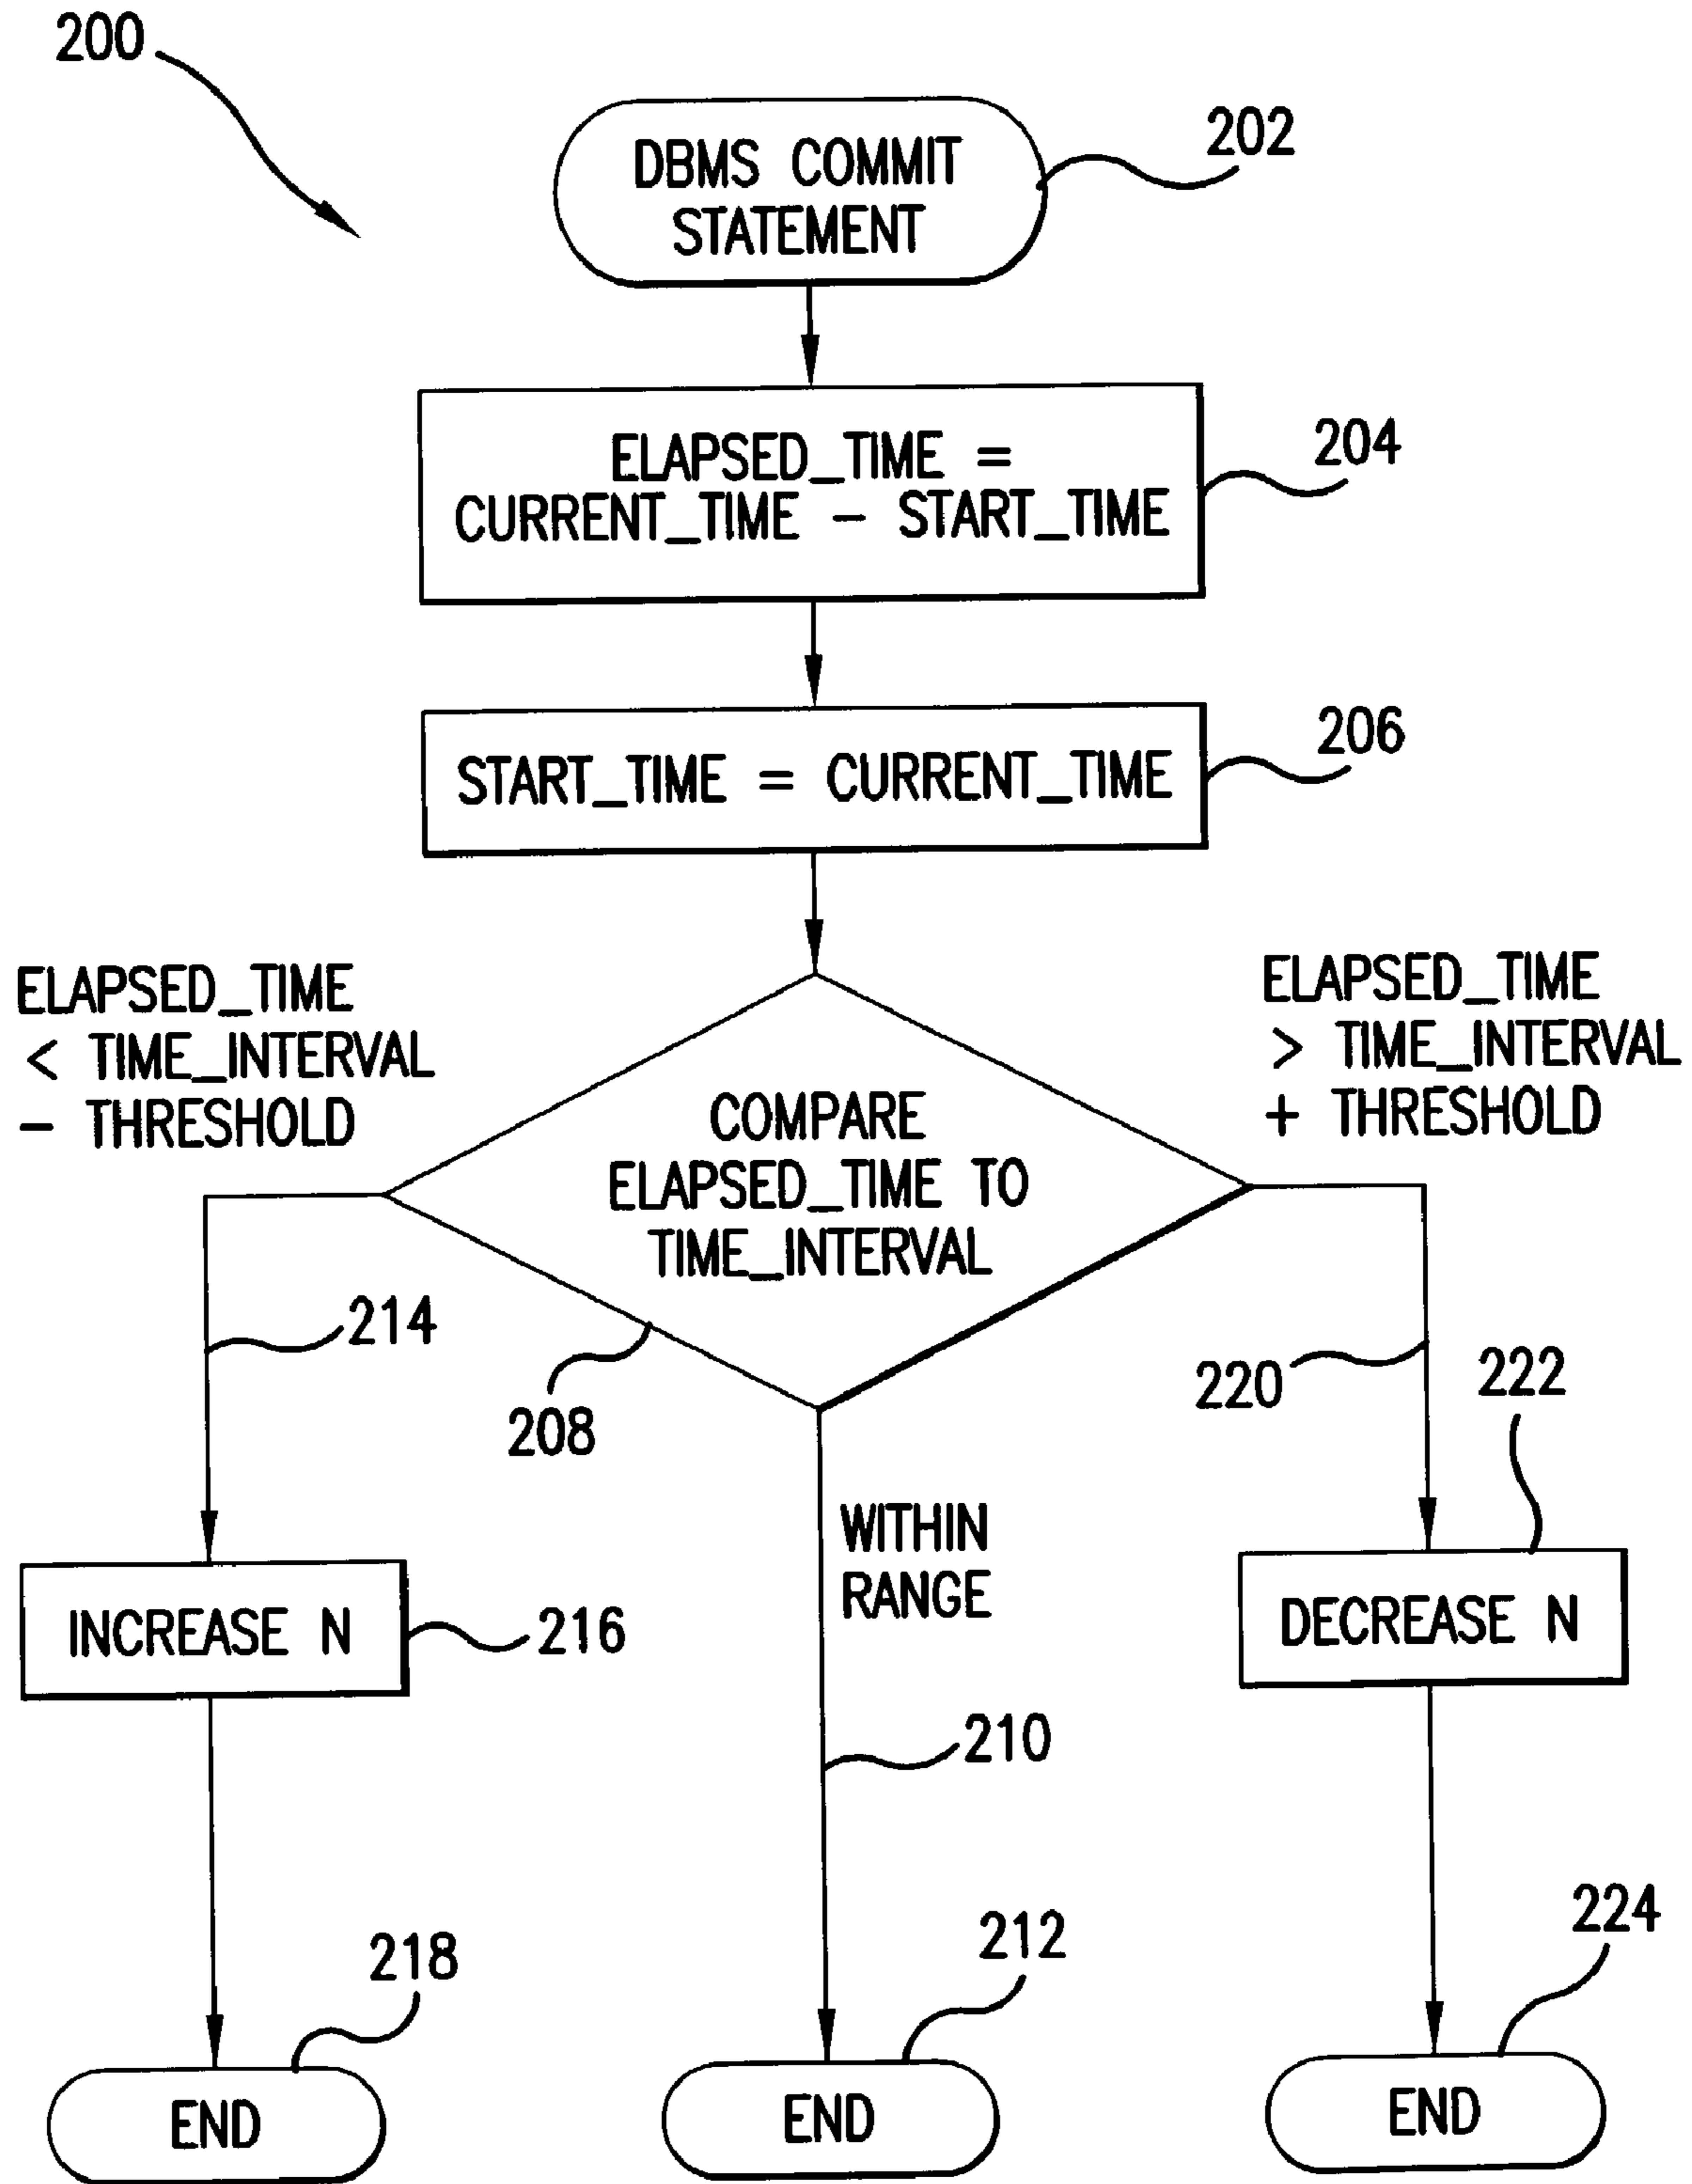 200
DBMS COMMIT
STATEMENT
202
ELAPSED_TIME =
CURRENT_TIME - START_TIME
204
START_TIME = CURRENT_TIME
206
ELAPSED_TIME
< TIME_INTERVAL
- THRESHOLD
COMPARE
ELAPSED_TIME TO
TIME_INTERVAL
ELAPSED_TIME
> TIME_INTERVAL
+ THRESHOLD
214
208
220
222
WITHIN
RANGE
INCREASE N
216
DECREASE N
210
218
212
224
END
END
END